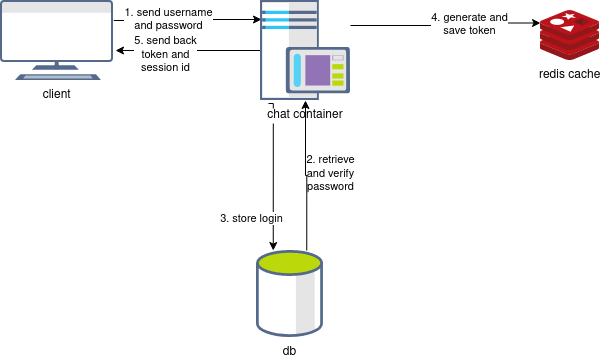 1. send username
and password
5. send back
token and
session id
client
4. generate and
save token
redis cache
chat container
2. retrieve
and verify
password
3. store login
db